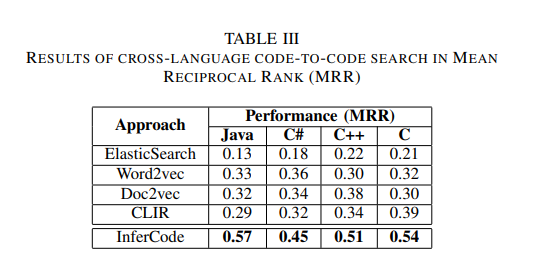 TABLE III
RESULTS OF CROSS-LANGUAGE CODE-TO-CODE SEARCH IN MEAN
RECIPROCAL RANK (MRR)
Approach Performance (MRR)
Java C# C++ C
ElasticSearch 0.13 0.18 0.22 0.21
Word2vec 0.33 0.36 0.30 0.32
Doc2vec 0.32 0.34 0.38 0.30
CLIR 0.29 0.32 0.34 0.39
InferCode 0.57 0.45 0.51 0.54